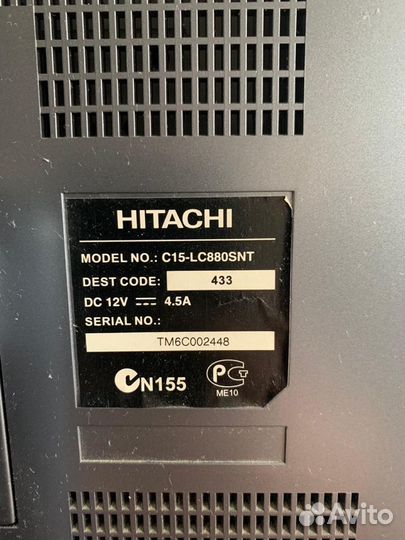 HITACHI
MODEL NO.: C15-LC880SNT
DEST CODE: 433
DC 12V ⎓ 4.5A
SERIAL NO.:
TM6C002448
N155
PC
ME10
Avito